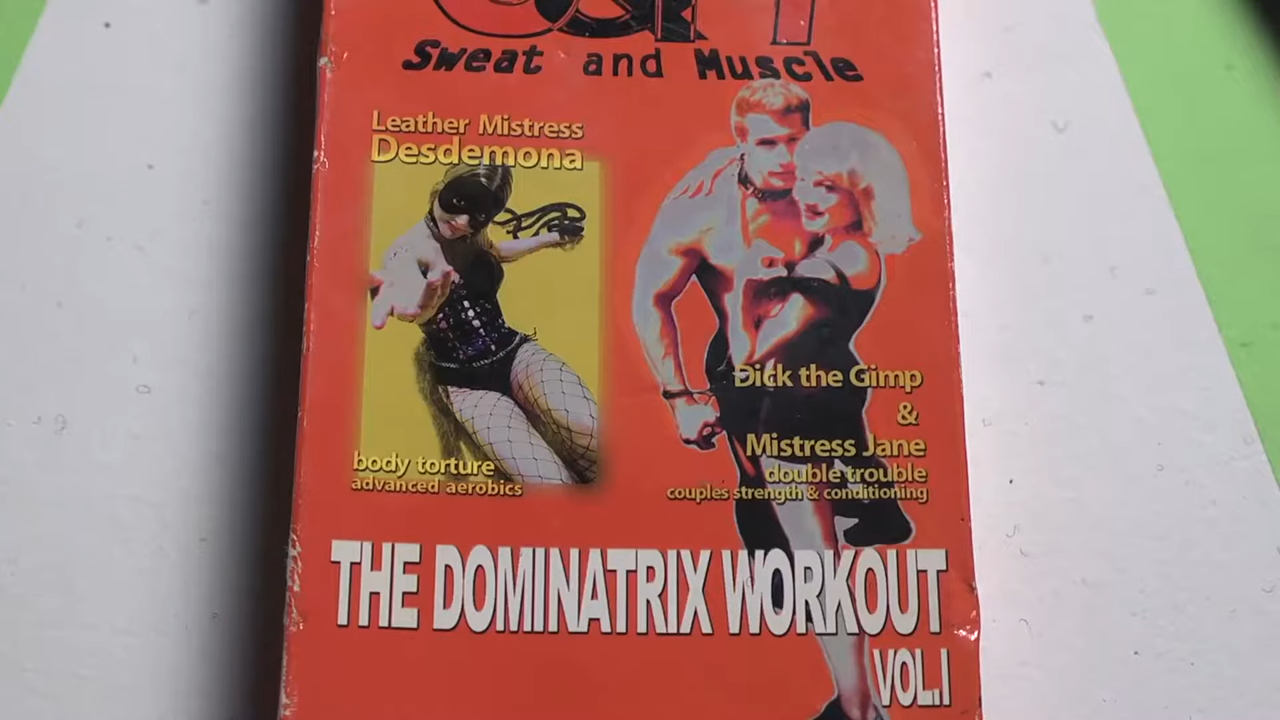 S&M
Sweat and Muscle
Leather Mistress
Desdemona
body torture
advanced aerobics
Dick the Gimp
&
Mistress Jane
double trouble
couples strength & conditioning
THE DOMINATRIX WORKOUT
VOL.I